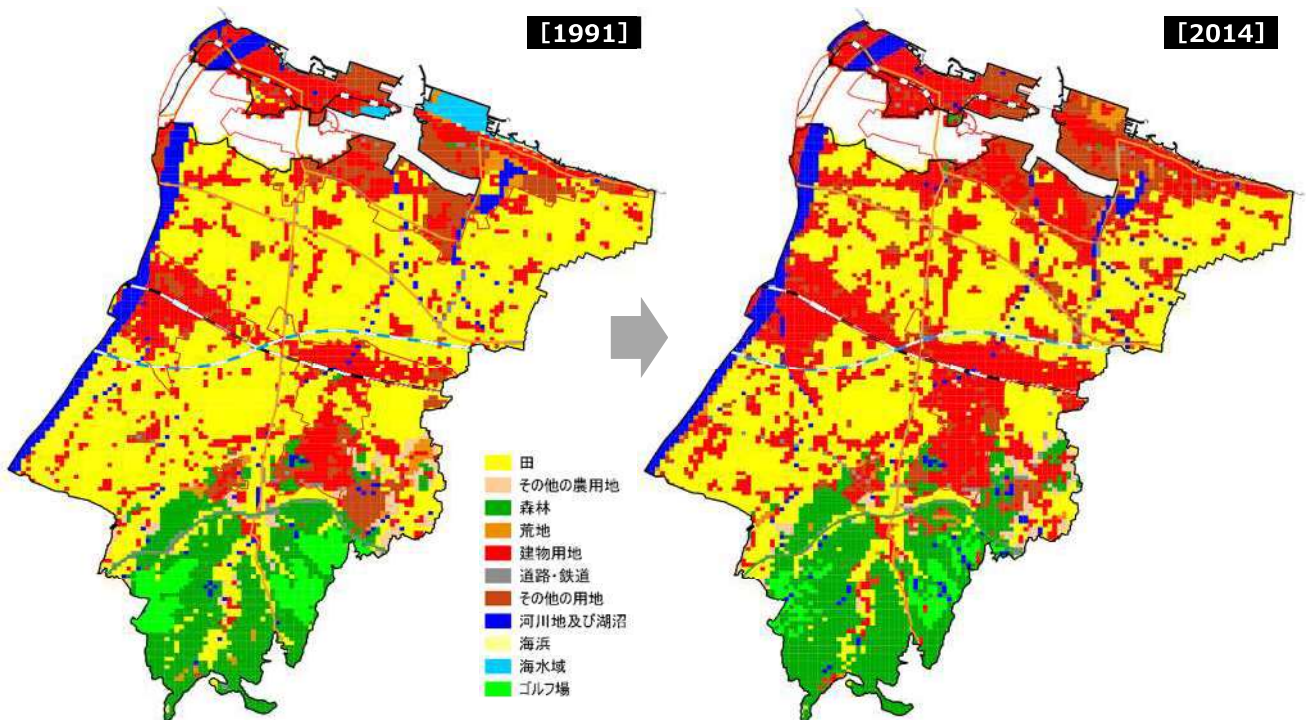 [1991]
[2014]
田
その他の農用地
森林
荒地
建物用地
道路・鉄道
その他の用地
河川地及び湖沼
海浜
海水域
ゴルフ場